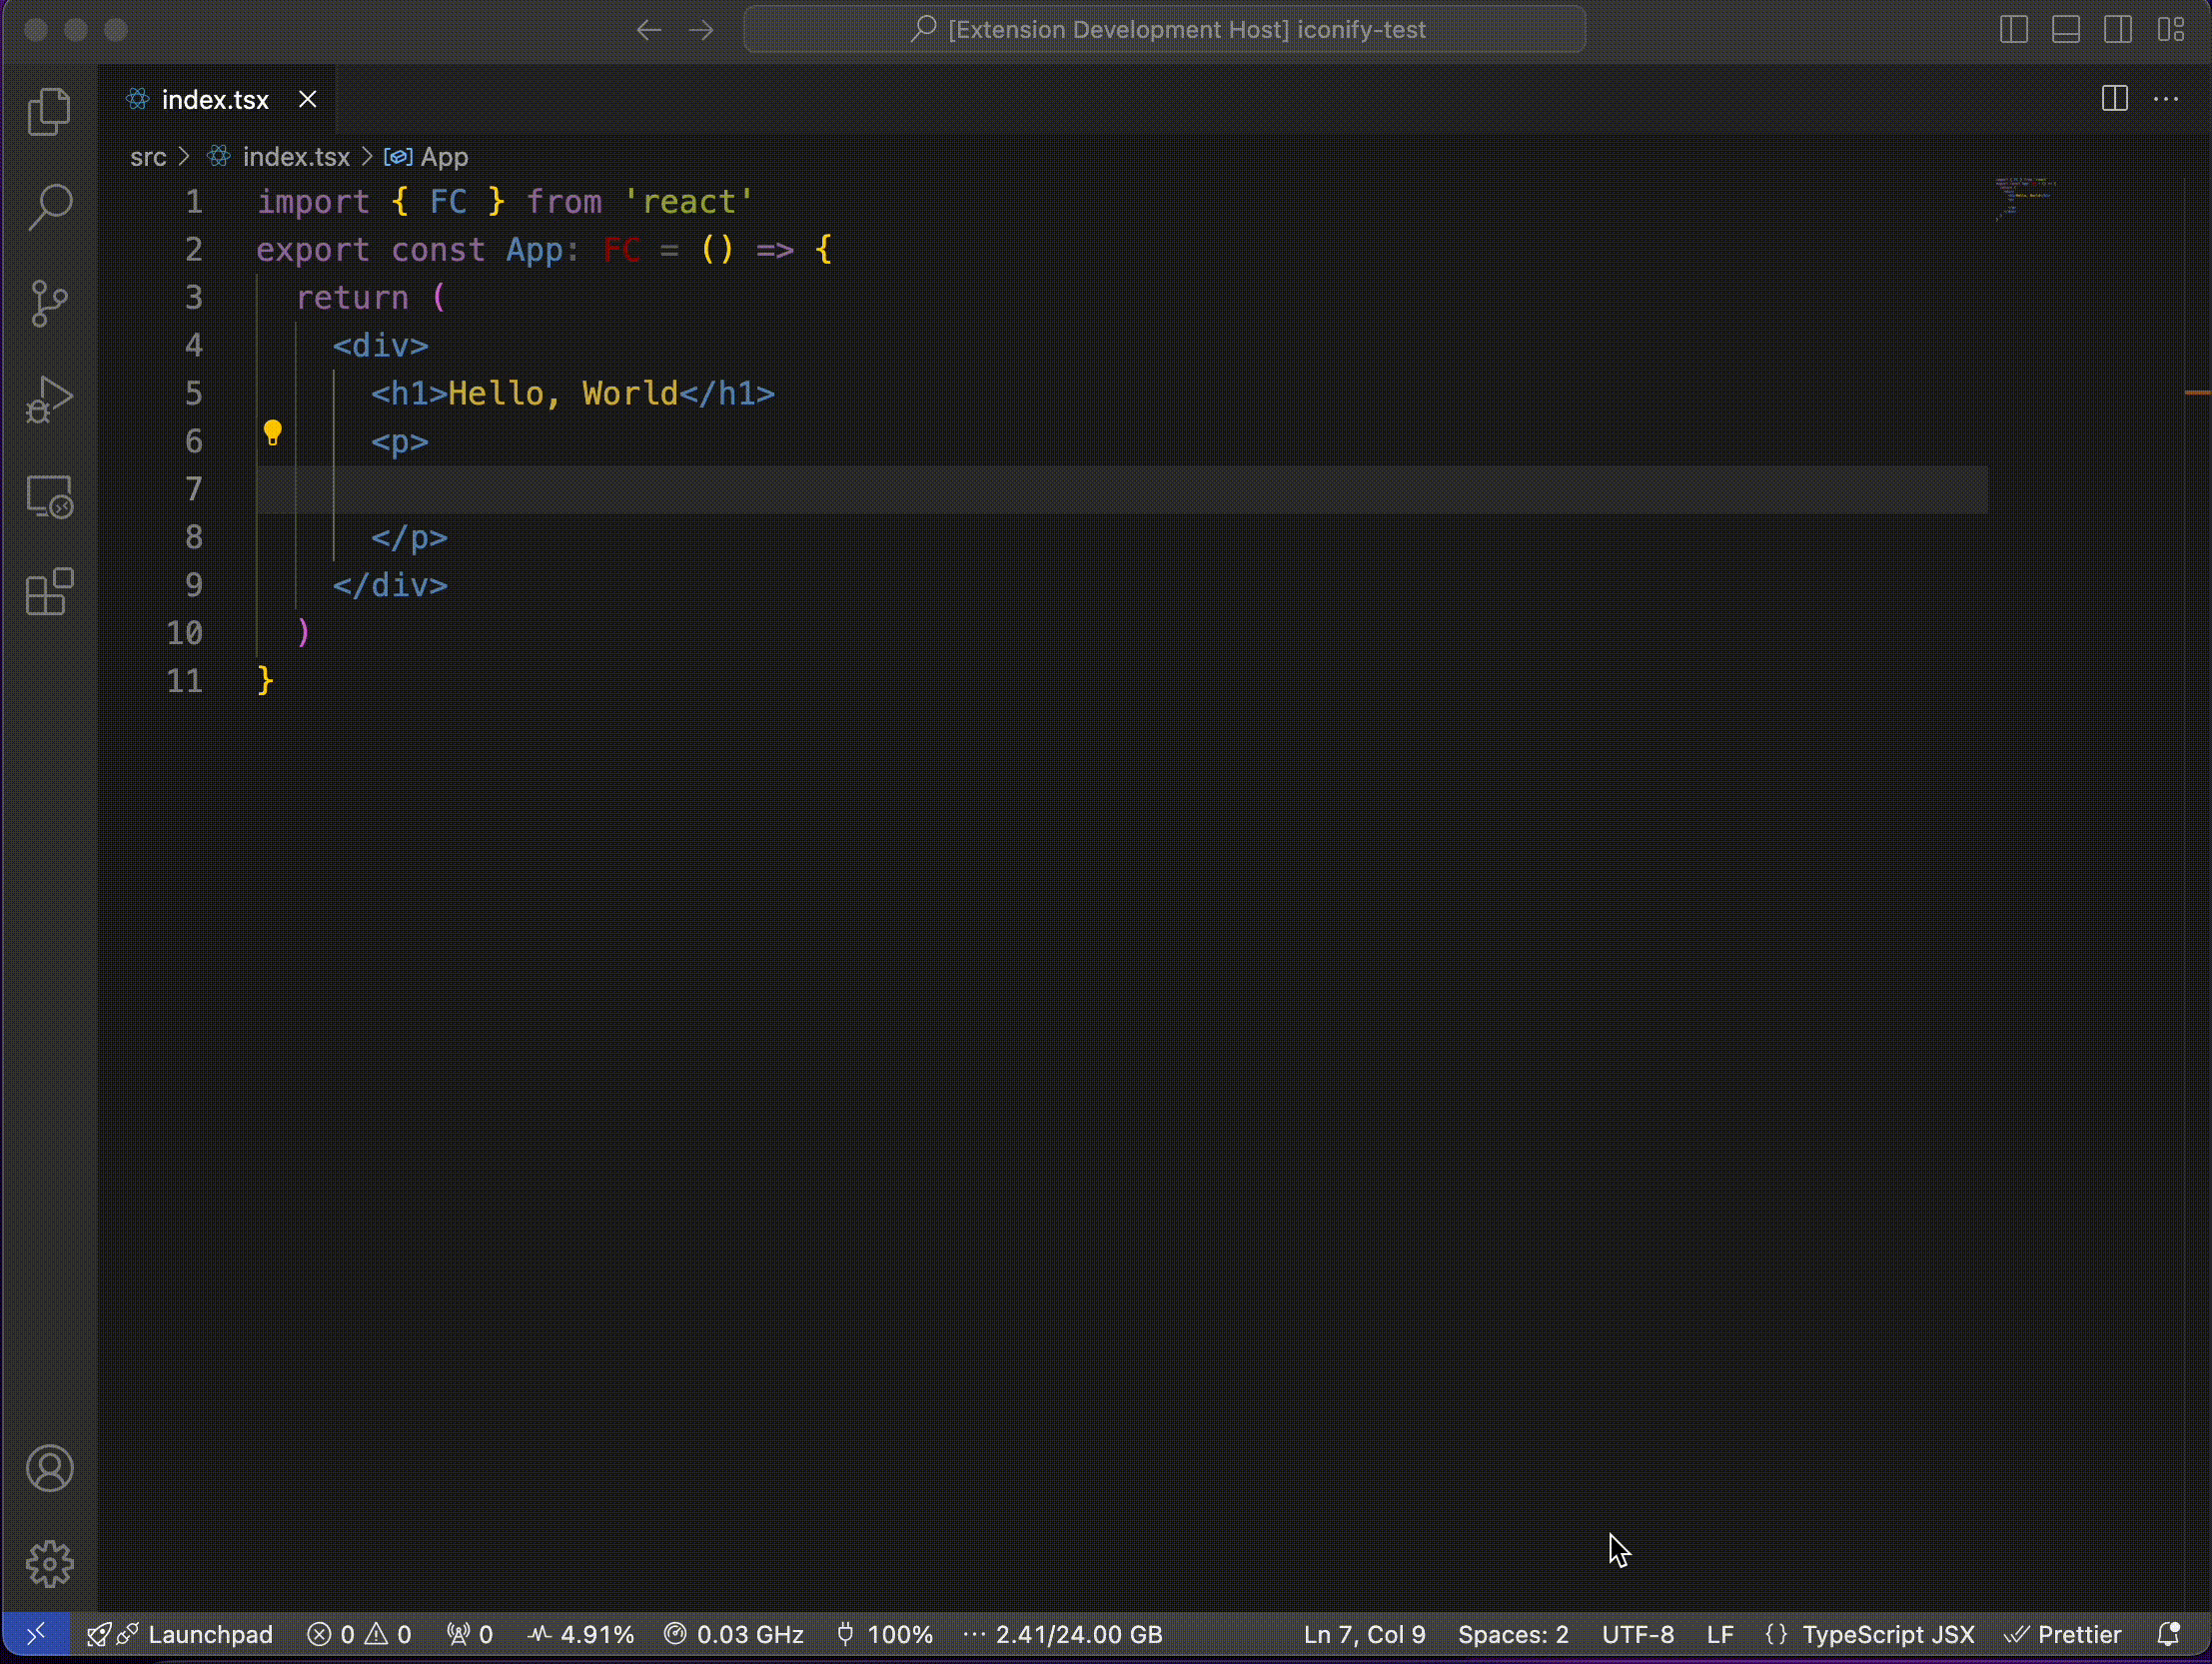 [Extension Development Host] iconify-test
index.tsx
src > index.tsx > App
1 import { FC } from 'react'
2 export const App: FC = () => {
3 return (
4 <div>
5 <h1>Hello, World</h1>
6 <p>
7
8 </p>
9 </div>
10 )
11 }
Launchpad 0 0 0 4.91% 0.03 GHz 100% ··· 2.41/24.00 GB Ln 7, Col 9 Spaces: 2 UTF-8 LF {} TypeScript JSX Prettier